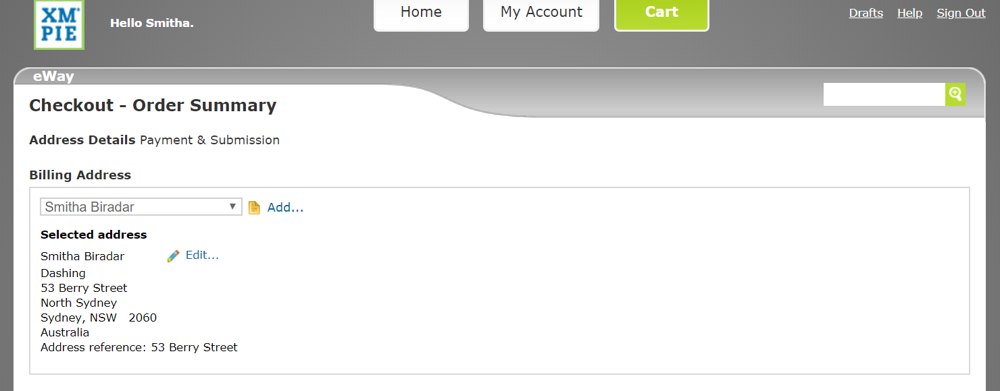 XM
PIE
Hello Smitha.
Home
My Account
Cart
Drafts Help Sign Out
eWay
Checkout - Order Summary
Address Details Payment & Submission
Billing Address
Smitha Biradar
Add...
Selected address
Smitha Biradar Edit...
Dashing
53 Berry Street
North Sydney
Sydney, NSW 2060
Australia
Address reference: 53 Berry Street